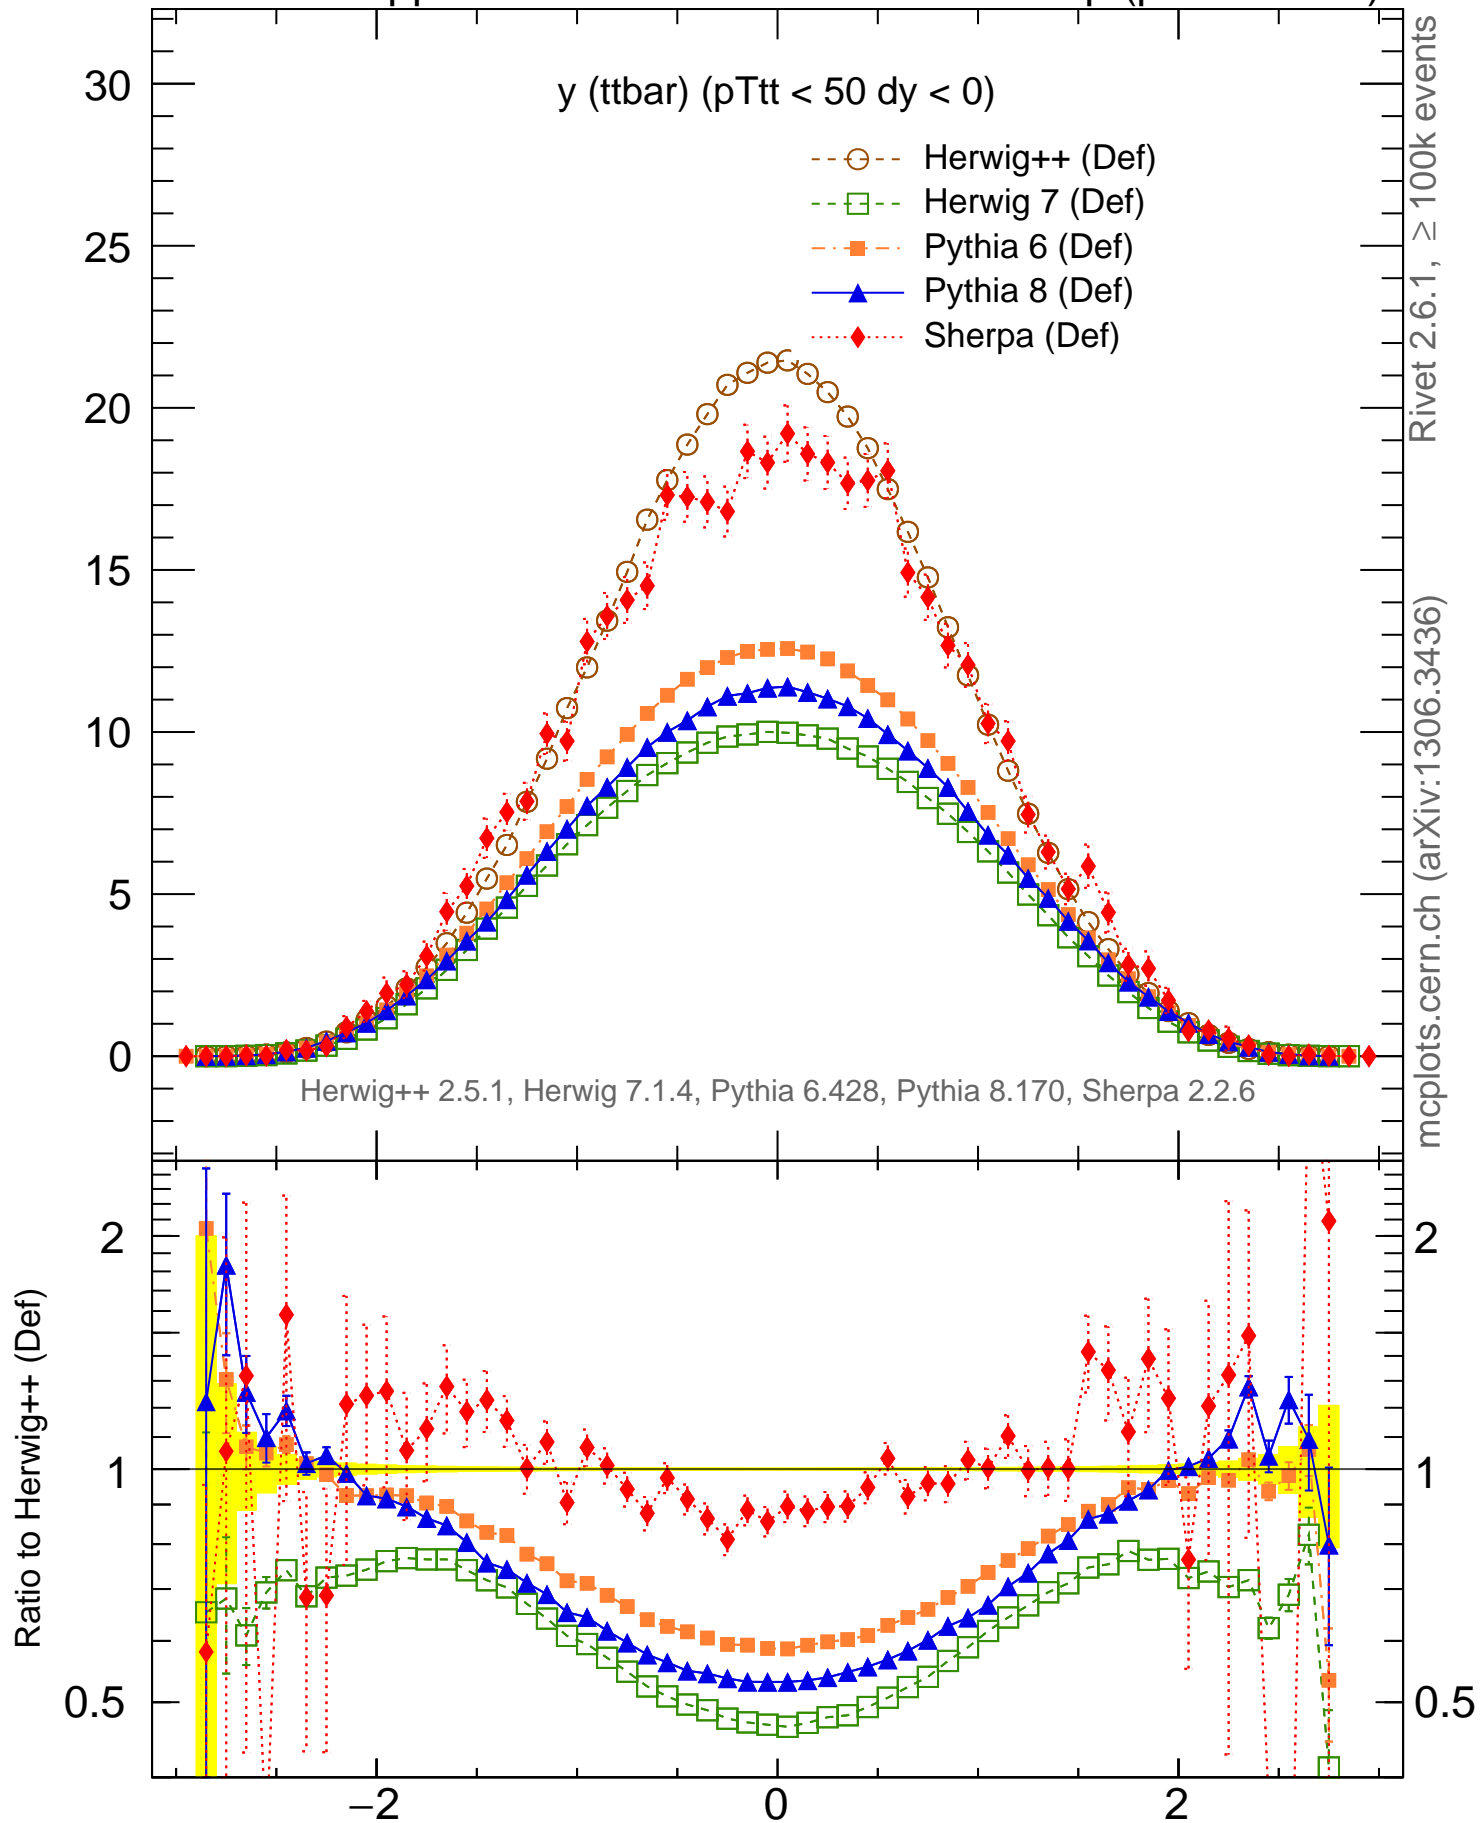 y (ttbar) (pTtt < 50 dy < 0)
Herwig++ (Def)
Herwig 7 (Def)
Pythia 6 (Def)
Pythia 8 (Def)
Sherpa (Def)
30
25
20
15
10
5
0
Herwig++ 2.5.1, Herwig 7.1.4, Pythia 6.428, Pythia 8.170, Sherpa 2.2.6
Rivet 2.6.1, ≥ 100k events
mcplots.cern.ch (arXiv:1306.3436)
Ratio to Herwig++ (Def)
2
1
0.5
2
1
0.5
−2
0
2